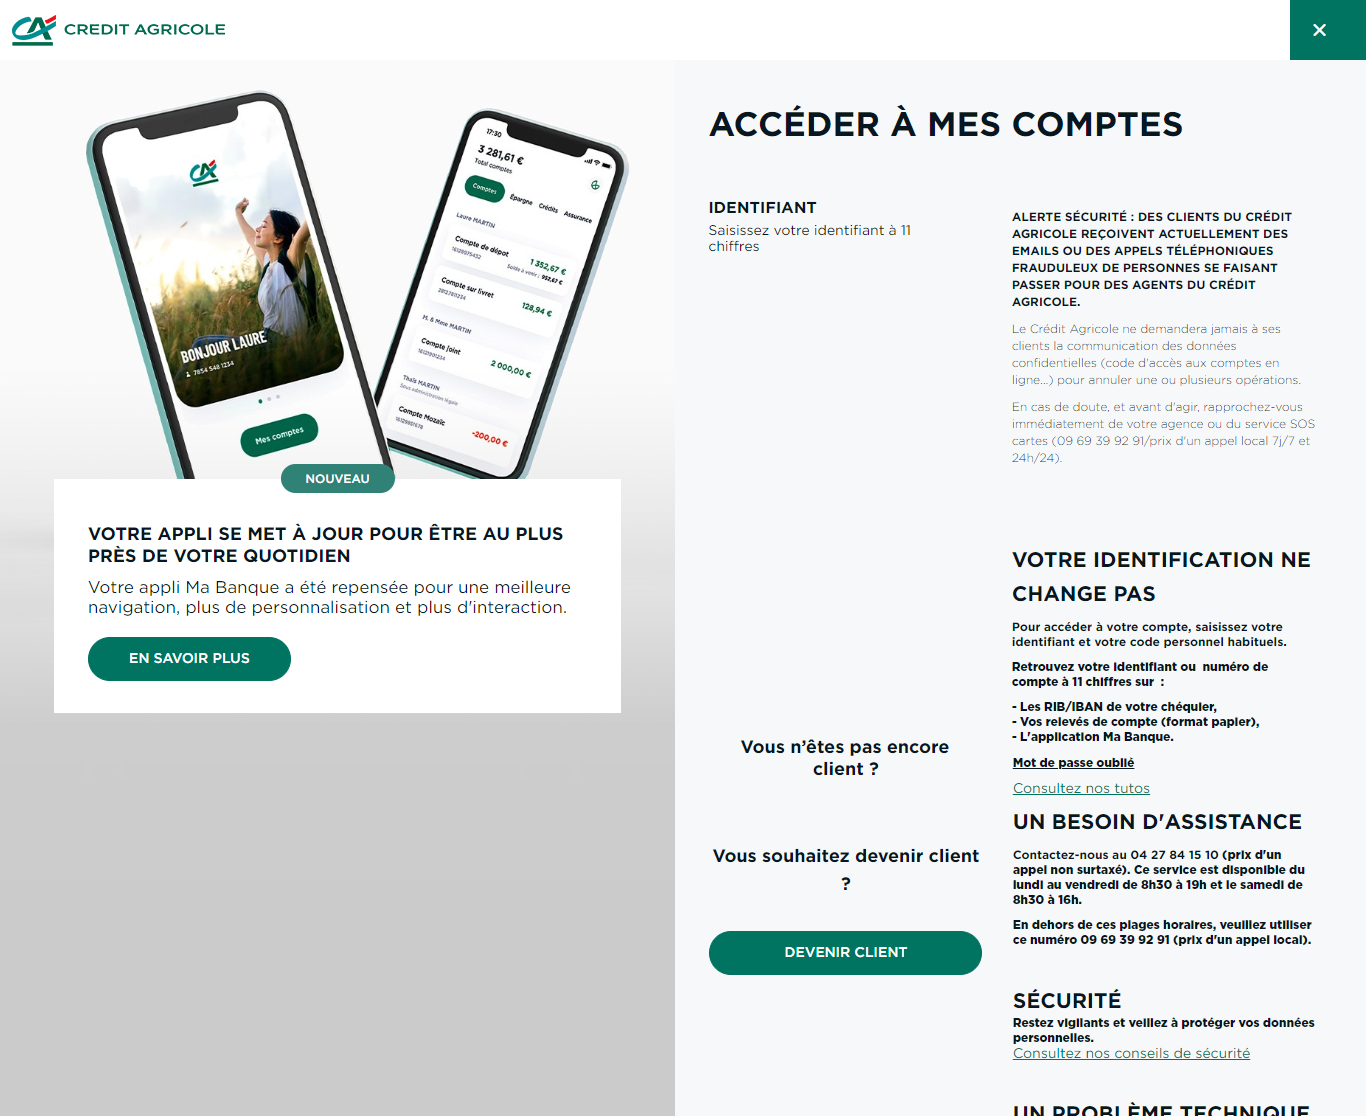 CREDIT AGRICOLE
BONJOUR LAURE
7854 548 1234
Mes comptes
17:30
3 281,61 €
Total comptes
Comptes
Épargne
Crédits
Assurance
Laure MARTIN
Compte de dépot
1 352,67 €
16128975432
Solde à venir : 952,67 €
Compte sur livret
128,94 €
M. & Mme MARTIN
Compte joint
2 000,00 €
Thaïs MARTIN
Sous administration légale
Compte Mozaïc
-200,00 €
NOUVEAU
VOTRE APPLI SE MET À JOUR POUR ÊTRE AU PLUS
PRÈS DE VOTRE QUOTIDIEN
Votre appli Ma Banque a été repensée pour une meilleure
navigation, plus de personnalisation et plus d'interaction.
EN SAVOIR PLUS
ACCÉDER À MES COMPTES
IDENTIFIANT
Saisissez votre identifiant à 11
chiffres
Vous n’êtes pas encore
client ?
Vous souhaitez devenir client
?
DEVENIR CLIENT
ALERTE SÉCURITÉ : DES CLIENTS DU CRÉDIT
AGRICOLE REÇOIVENT ACTUELLEMENT DES
EMAILS OU DES APPELS TÉLÉPHONIQUES
FRAUDULEUX DE PERSONNES SE FAISANT
PASSER POUR DES AGENTS DU CRÉDIT
AGRICOLE.
Le Crédit Agricole ne demandera jamais à ses
clients la communication des données
confidentielles (code d'accès aux comptes en
ligne...) pour annuler une ou plusieurs opérations.
En cas de doute, et avant d'agir, rapprochez-vous
immédiatement de votre agence ou du service SOS
cartes (09 69 39 92 91/prix d'un appel local 7j/7 et
24h/24).
VOTRE IDENTIFICATION NE
CHANGE PAS
Pour accéder à votre compte, saisissez votre
identifiant et votre code personnel habituels.
Retrouvez votre identifiant ou numéro de
compte à 11 chiffres sur :
- Les RIB/IBAN de votre chéquier,
- Vos relevés de compte (format papier),
- L'application Ma Banque.
Mot de passe oublié
Consultez nos tutos
UN BESOIN D'ASSISTANCE
Contactez-nous au 04 27 84 15 10 (prix d'un
appel non surtaxé). Ce service est disponible du
lundi au vendredi de 8h30 à 19h et le samedi de
8h30 à 16h.
En dehors de ces plages horaires, veuillez utiliser
ce numéro 09 69 39 92 91 (prix d'un appel local).
SÉCURITÉ
Restez vigilants et veillez à protéger vos données
personnelles.
Consultez nos conseils de sécurité
UN PROBLÈME TECHNIQUE